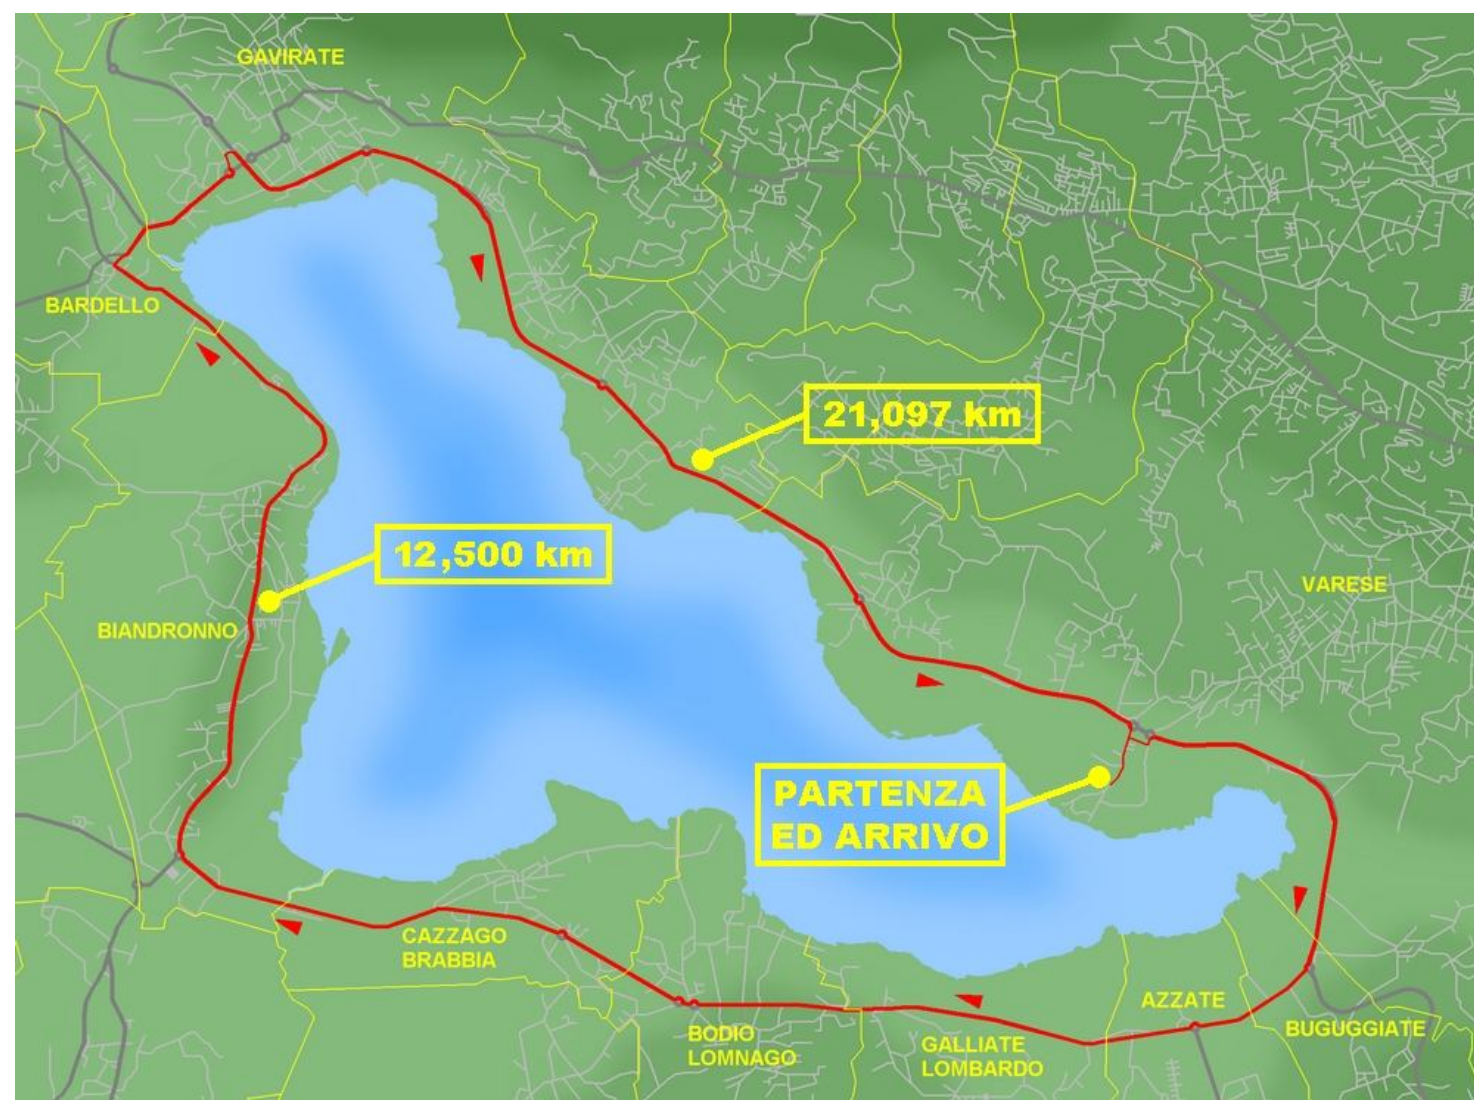 GAVIRATE
BARDELLO
21,097 km
12,500 km
VARESE
BIANDRONNO
PARTENZA
ED ARRIVO
CAZZAGO
BRABBIA
AZZATE
BUGUGGIATE
BODIO
LOMNAGO
GALLIATE
LOMBARDO